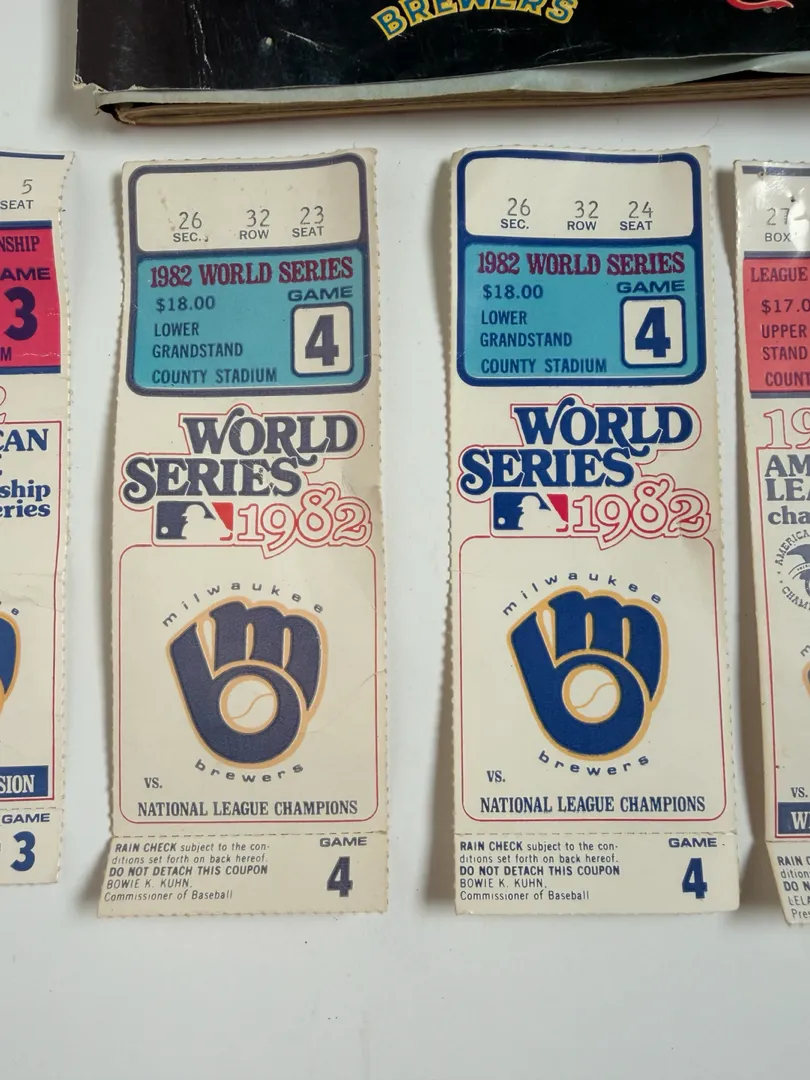 BREWERS
5
SEAT
NSHIP
GAME
3
CAN
ship
eries
SION
GAME
3
26 32 23
SEC. ROW SEAT
1982 WORLD SERIES
$18.00 GAME
LOWER 4
GRANDSTAND
COUNTY STADIUM
WORLD
SERIES
1982
milwaukee
brewers
VS.
NATIONAL LEAGUE CHAMPIONS
RAIN CHECK subject to the con-
ditions set forth on back hereof.
DO NOT DETACH THIS COUPON
BOWIE K. KUHN,
Commissioner of Baseball
GAME
4
26 32 24
SEC. ROW SEAT
1982 WORLD SERIES
$18.00 GAME
LOWER 4
GRANDSTAND
COUNTY STADIUM
WORLD
SERIES
1982
milwaukee
brewers
VS.
NATIONAL LEAGUE CHAMPIONS
RAIN CHECK subject to the con-
ditions set forth on back hereof.
DO NOT DETACH THIS COUPON
BOWIE K. KUHN,
Commissioner of Baseball
GAME
4
27
BOX
LEAGUE
$17.0
UPPER
STAND
COUNT
19
AM
LEA
cha
VS.
RAIN C
dition
DO N
Pres